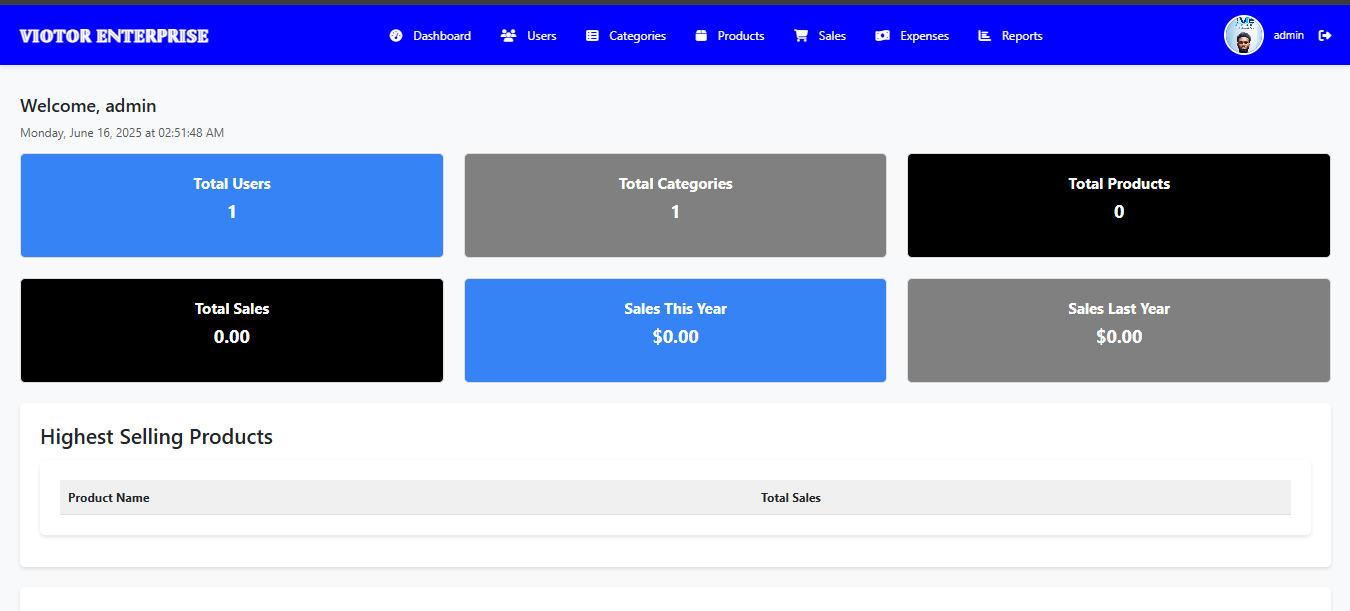 VIOTOR ENTERPRISE Dashboard Users Categories Products Sales Expenses Reports admin
Welcome, admin
Monday, June 16, 2025 at 02:51:48 AM
Total Users Total Categories Total Products
1 1 0
Total Sales Sales This Year Sales Last Year
0.00 $0.00 $0.00
Highest Selling Products
Product Name Total Sales